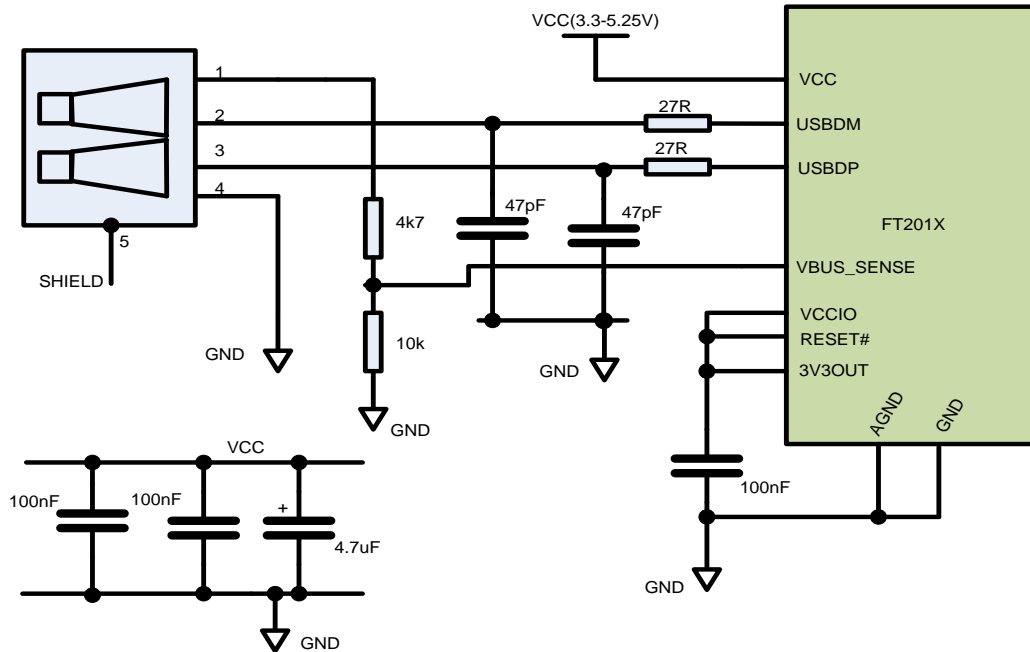 VCC(3.3-5.25V)
1
VCC
27R
2
USBDM
27R
3
USBDP
4
47pF
47pF
4k7
FT201X
5
SHIELD
VBUS_SENSE
VCCIO
RESET#
10k
GND
GND
3V3OUT
AGND
GND
GND
VCC
100nF
100nF
100nF
+
4.7uF
GND
GND